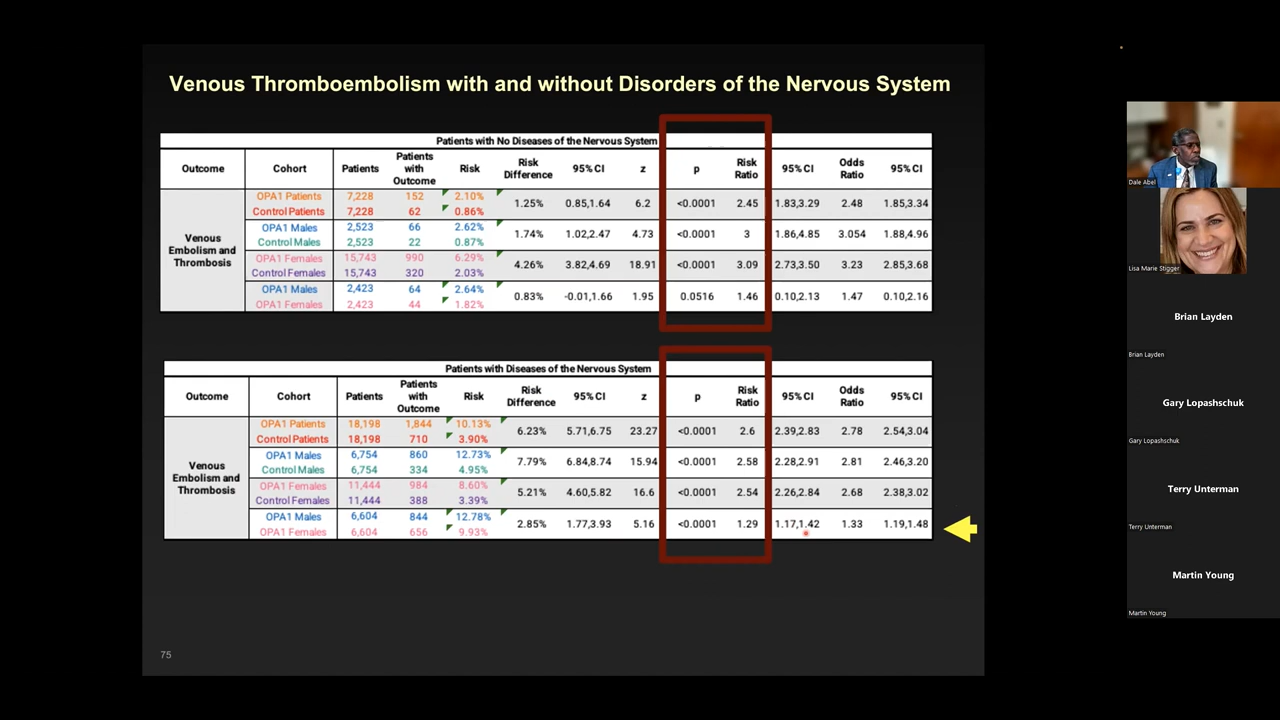 Venous Thromboembolism with and without Disorders of the Nervous System
Patients with No Diseases of the Nervous System
Outcome Cohort Patients Patients with Outcome Risk Risk Difference 95%CI z p Risk Ratio 95%CI Odds Ratio 95%CI
Venous Embolism and Thrombosis
OPA1 Patients 7,228 152 2.10% 1.25% 0.85,1.64 6.2 <0.0001 2.45 1.83,3.29 2.48 1.85,3.34
Control Patients 7,228 62 0.86%
OPA1 Males 2,523 66 2.62% 1.74% 1.02,2.47 4.73 <0.0001 3 1.86,4.85 3.054 1.88,4.96
Control Males 2,523 22 0.87%
OPA1 Females 15,743 990 6.29% 4.26% 3.82,4.69 18.91 <0.0001 3.09 2.73,3.50 3.23 2.85,3.68
Control Females 15,743 320 2.03%
OPA1 Males 2,423 64 2.64% 0.83% -0.01,1.66 1.95 0.0516 1.46 0.10,2.13 1.47 0.10,2.16
OPA1 Females 2,423 44 1.82%
Patients with Diseases of the Nervous System
Outcome Cohort Patients Patients with Outcome Risk Risk Difference 95%CI z p Risk Ratio 95%CI Odds Ratio 95%CI
Venous Embolism and Thrombosis
OPA1 Patients 18,198 1,844 10.13% 6.23% 5.71,6.75 23.27 <0.0001 2.6 2.39,2.83 2.78 2.54,3.04
Control Patients 18,198 710 3.90%
OPA1 Males 6,754 860 12.73% 7.79% 6.84,8.74 15.94 <0.0001 2.58 2.28,2.91 2.81 2.46,3.20
Control Males 6,754 334 4.95%
OPA1 Females 11,444 984 8.60% 5.21% 4.60,5.82 16.6 <0.0001 2.54 2.26,2.84 2.68 2.38,3.02
Control Females 11,444 388 3.39%
OPA1 Males 6,604 844 12.78% 2.85% 1.77,3.93 5.16 <0.0001 1.29 1.17,1.42 1.33 1.19,1.48
OPA1 Females 6,604 656 9.93%
75
Dale Abel
Lisa Marie Stigger
Brian Layden
Brian Layden
Gary Lopashchuk
Gary Lopashchuk
Terry Unterman
Terry Unterman
Martin Young
Martin Young